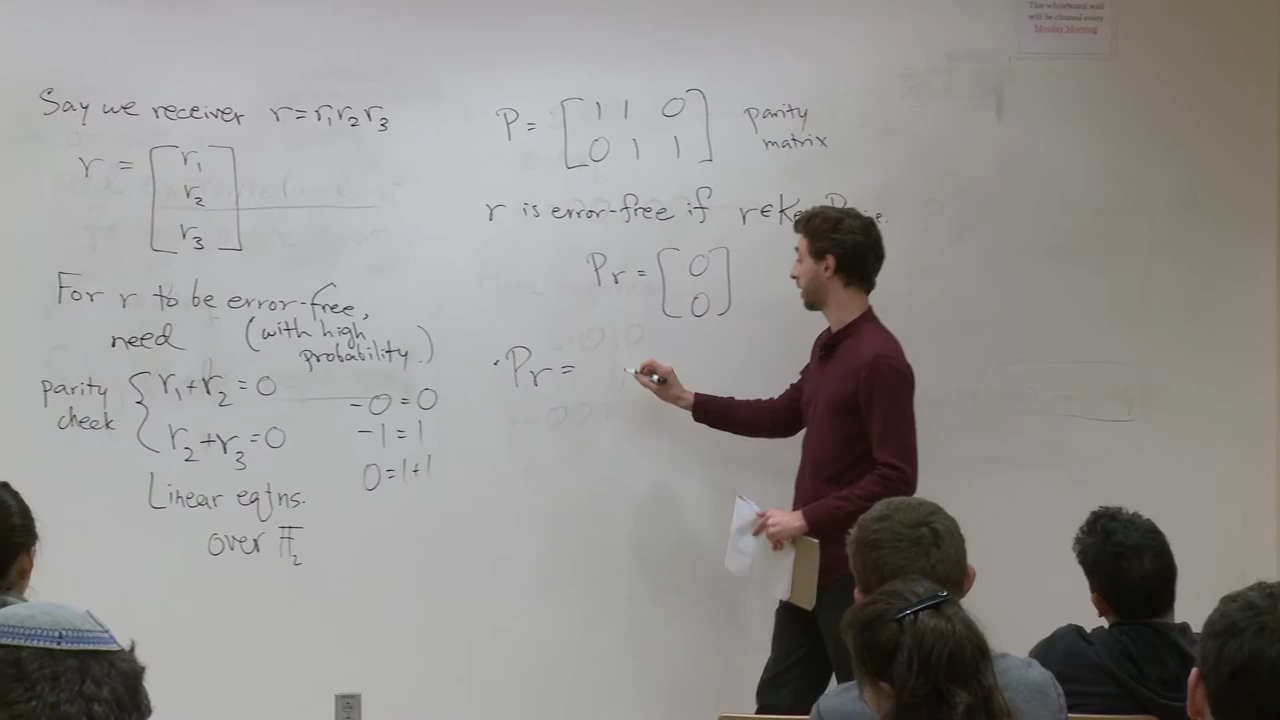 Say we receiver r=r₁r₂r₃
r = [r₁
r₂
r₃]
For r to be error-free,
need (with high
probability.)
parity
check
{ r₁+r₂=0
r₂+r₃=0
-0=0
-1=1
0=1+1
Linear eqtns.
over 𝔽₂
P= [1 1 0
0 1 1]
parity
matrix
r is error-free if r∈Ker
Pr = [0
0]
·Pr =
This whiteboard wall
will be cleaned every
Monday Morning